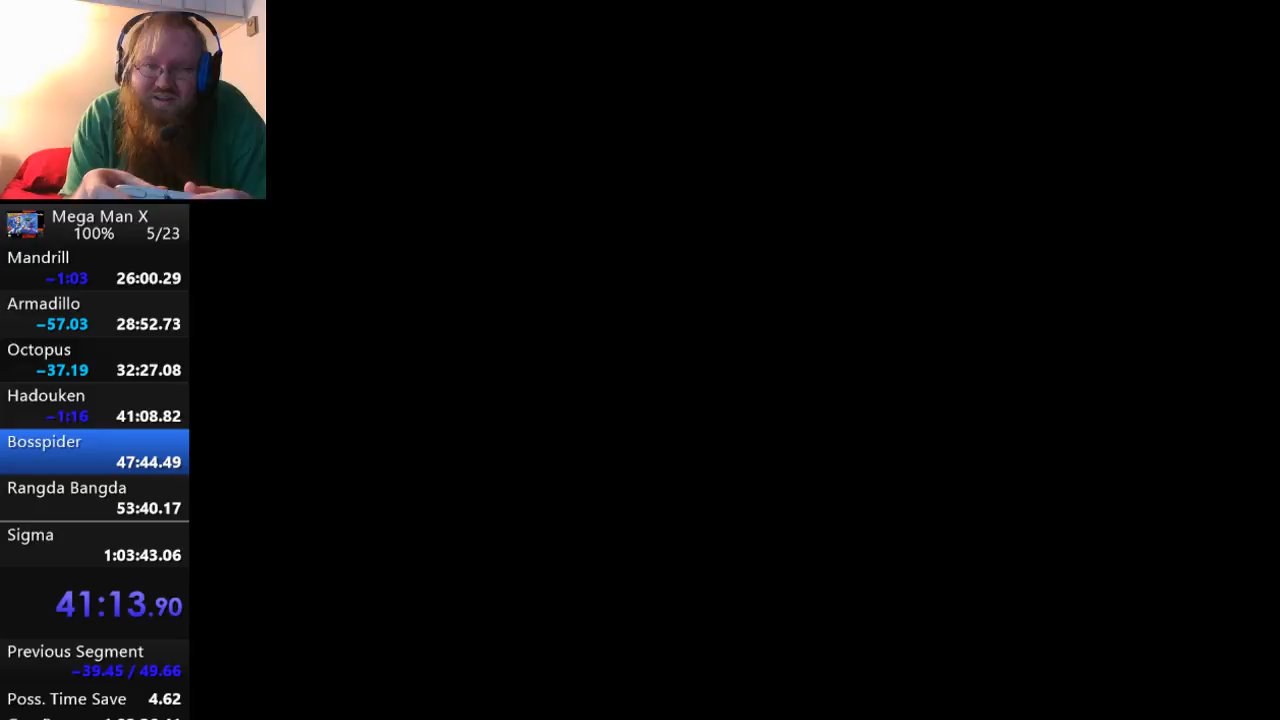 Mega Man X
100% 5/23
Mandrill
-1:03 26:00.29
Armadillo
-57.03 28:52.73
Octopus
-37.19 32:27.08
Hadouken
-1:16 41:08.82
Bosspider
47:44.49
Rangda Bangda
53:40.17
Sigma
1:03:43.06
41:13.90
Previous Segment
-39.45 / 49.66
Poss. Time Save 4.62